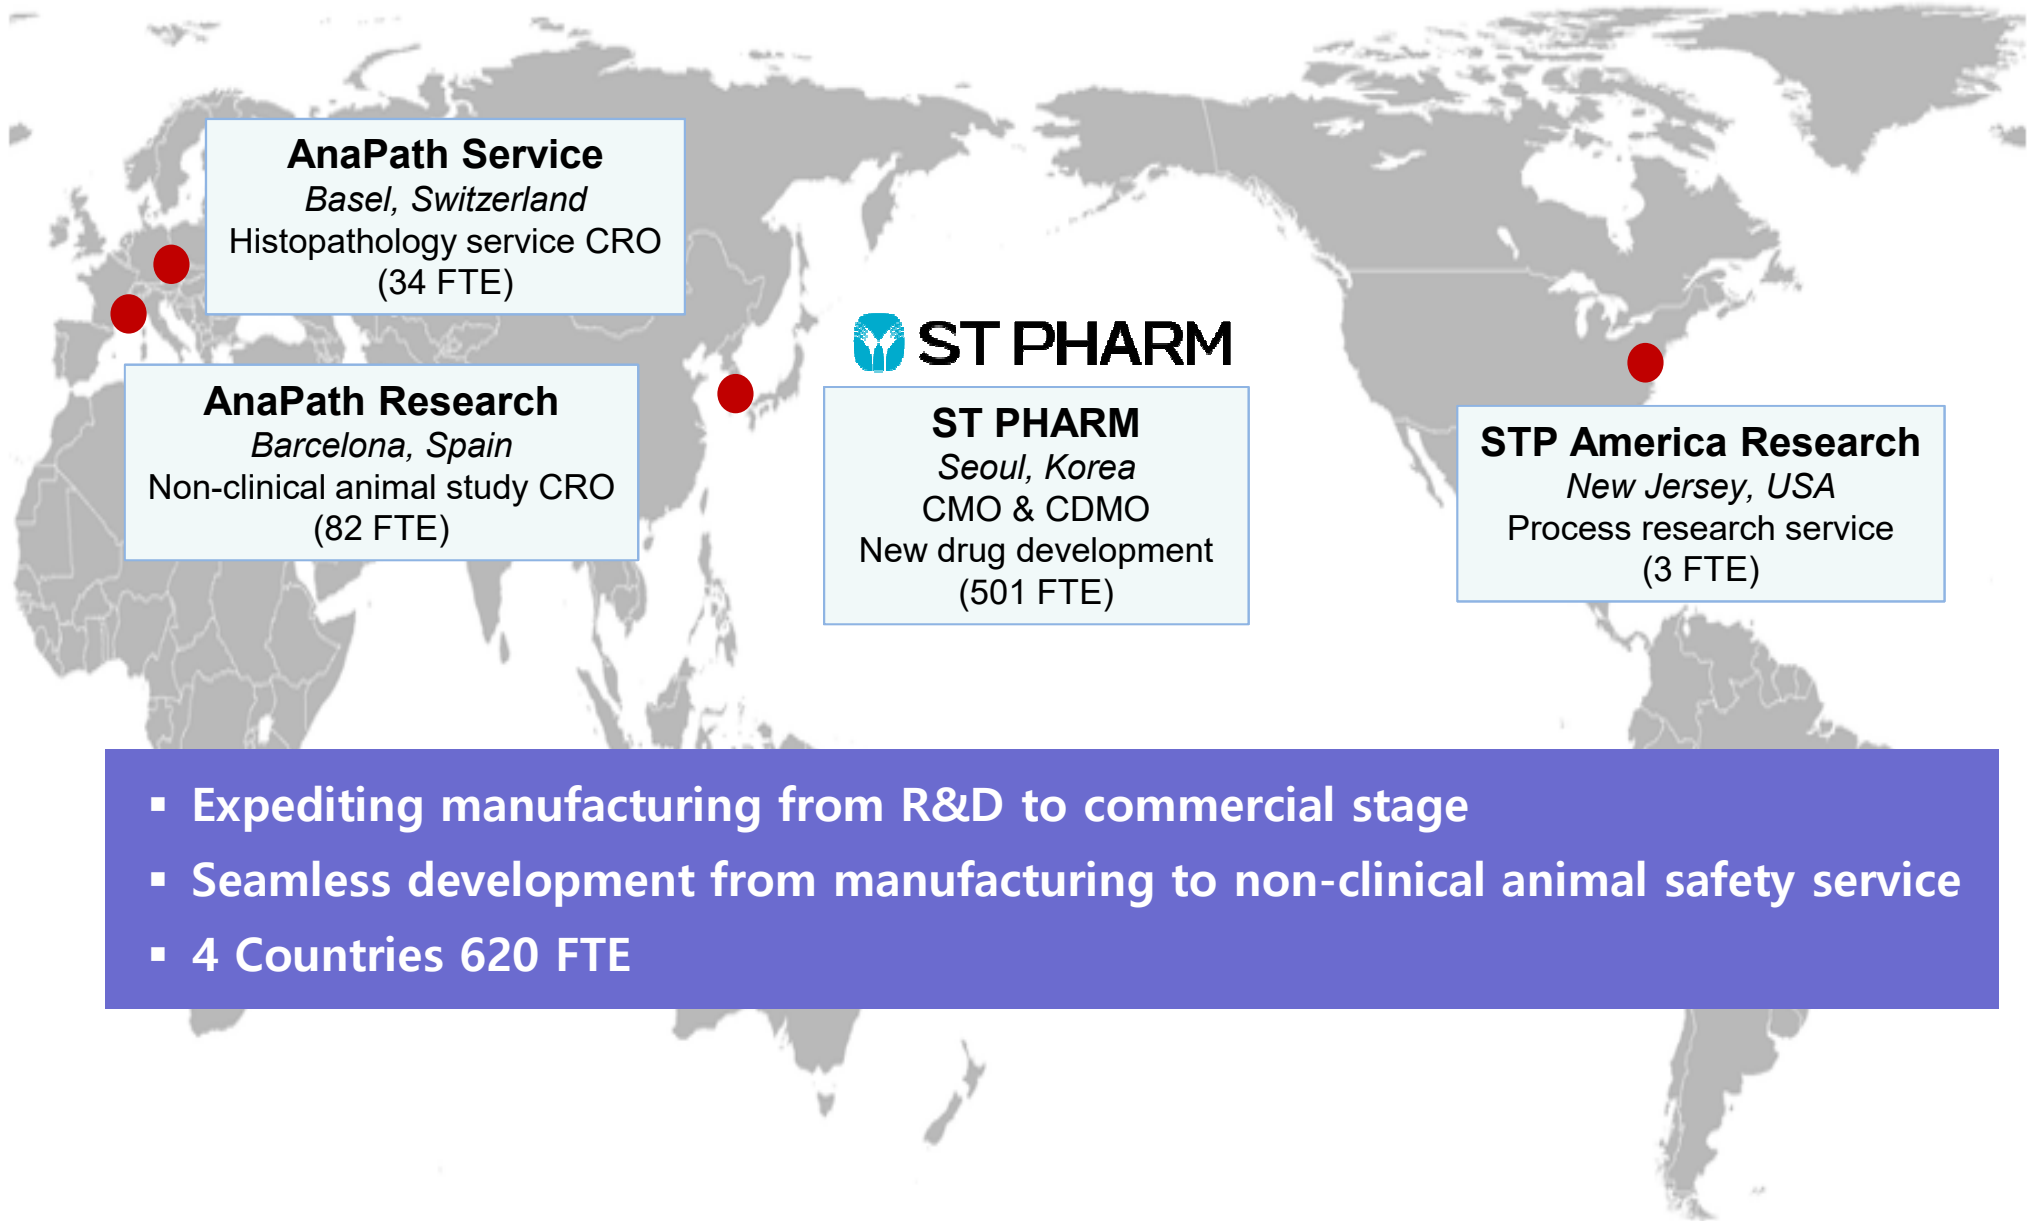 AnaPath Service
Basel, Switzerland
Histopathology service CRO
(34 FTE)
AnaPath Research
Barcelona, Spain
Non-clinical animal study CRO
(82 FTE)
ST PHARM
ST PHARM
Seoul, Korea
CMO & CDMO
New drug development
(501 FTE)
STP America Research
New Jersey, USA
Process research service
(3 FTE)
▪ Expediting manufacturing from R&D to commercial stage
▪ Seamless development from manufacturing to non-clinical animal safety service
▪ 4 Countries 620 FTE